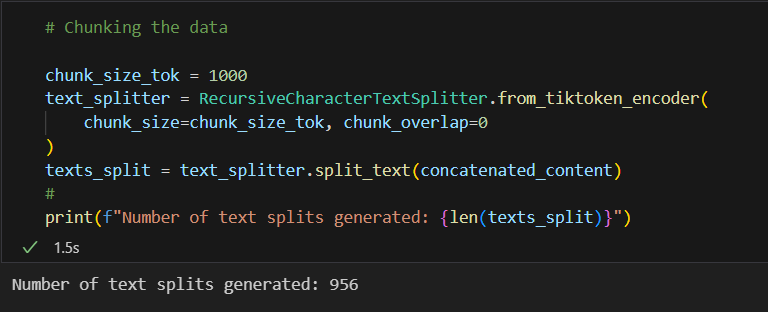 # Chunking the data
chunk_size_tok = 1000
text_splitter = RecursiveCharacterTextSplitter.from_tiktoken_encoder(
    chunk_size=chunk_size_tok, chunk_overlap=0
)
texts_split = text_splitter.split_text(concatenated_content)
#
print(f"Number of text splits generated: {len(texts_split)}")
✓ 1.5s
Number of text splits generated: 956